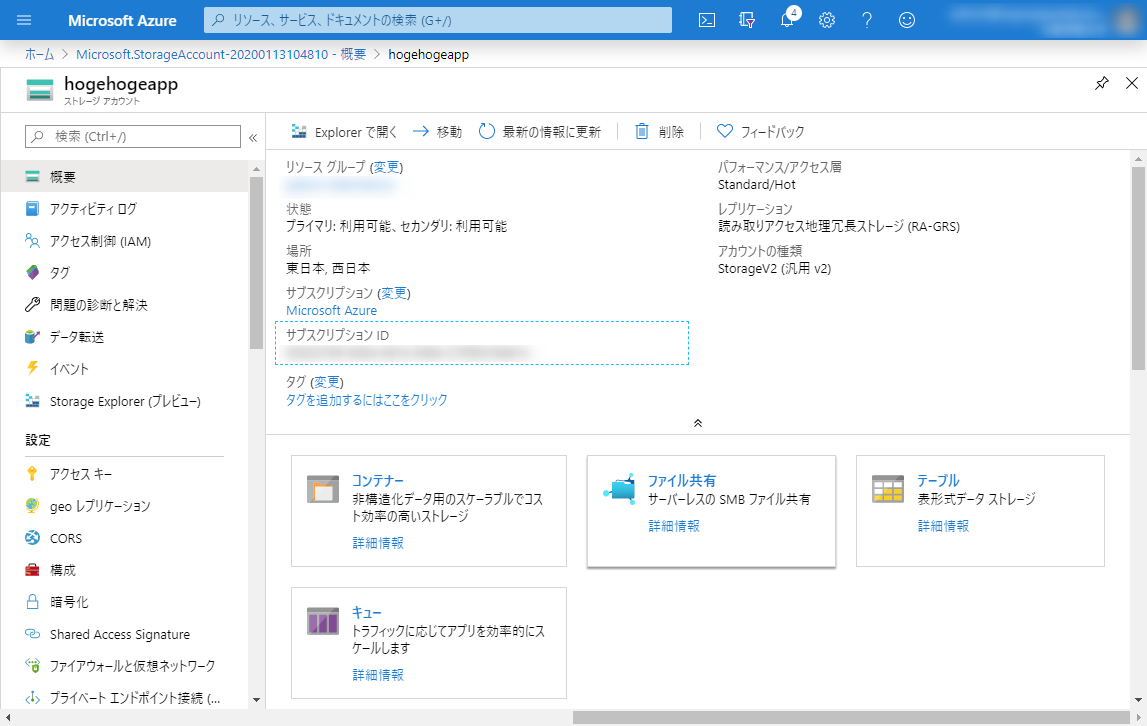 Microsoft Azure
リソース、サービス、ドキュメントの検索 (G+/)
4
ホーム > Microsoft.StorageAccount-20200113104810 - 概要 > hogehogeapp
hogehogeapp
ストレージ アカウント
検索 (Ctrl+/)
«
概要
アクティビティ ログ
アクセス制御 (IAM)
タグ
問題の診断と解決
データ転送
イベント
Storage Explorer (プレビュー)
設定
アクセス キー
geo レプリケーション
CORS
構成
暗号化
Shared Access Signature
ファイアウォールと仮想ネットワーク
プライベート エンドポイント接続 (...
Explorer で開く
移動
最新の情報に更新
削除
フィードバック
リソース グループ (変更)
状態
プライマリ: 利用可能、セカンダリ: 利用可能
場所
東日本, 西日本
サブスクリプション (変更)
Microsoft Azure
サブスクリプション ID
タグ (変更)
タグを追加するにはここをクリック
パフォーマンス/アクセス層
Standard/Hot
レプリケーション
読み取りアクセス地理冗長ストレージ (RA-GRS)
アカウントの種類
StorageV2 (汎用 v2)
コンテナー
非構造化データ用のスケーラブルでコス
ト効率の高いストレージ
詳細情報
ファイル共有
サーバーレスの SMB ファイル共有
詳細情報
テーブル
表形式データ ストレージ
詳細情報
キュー
トラフィックに応じてアプリを効率的にス
ケールします
詳細情報